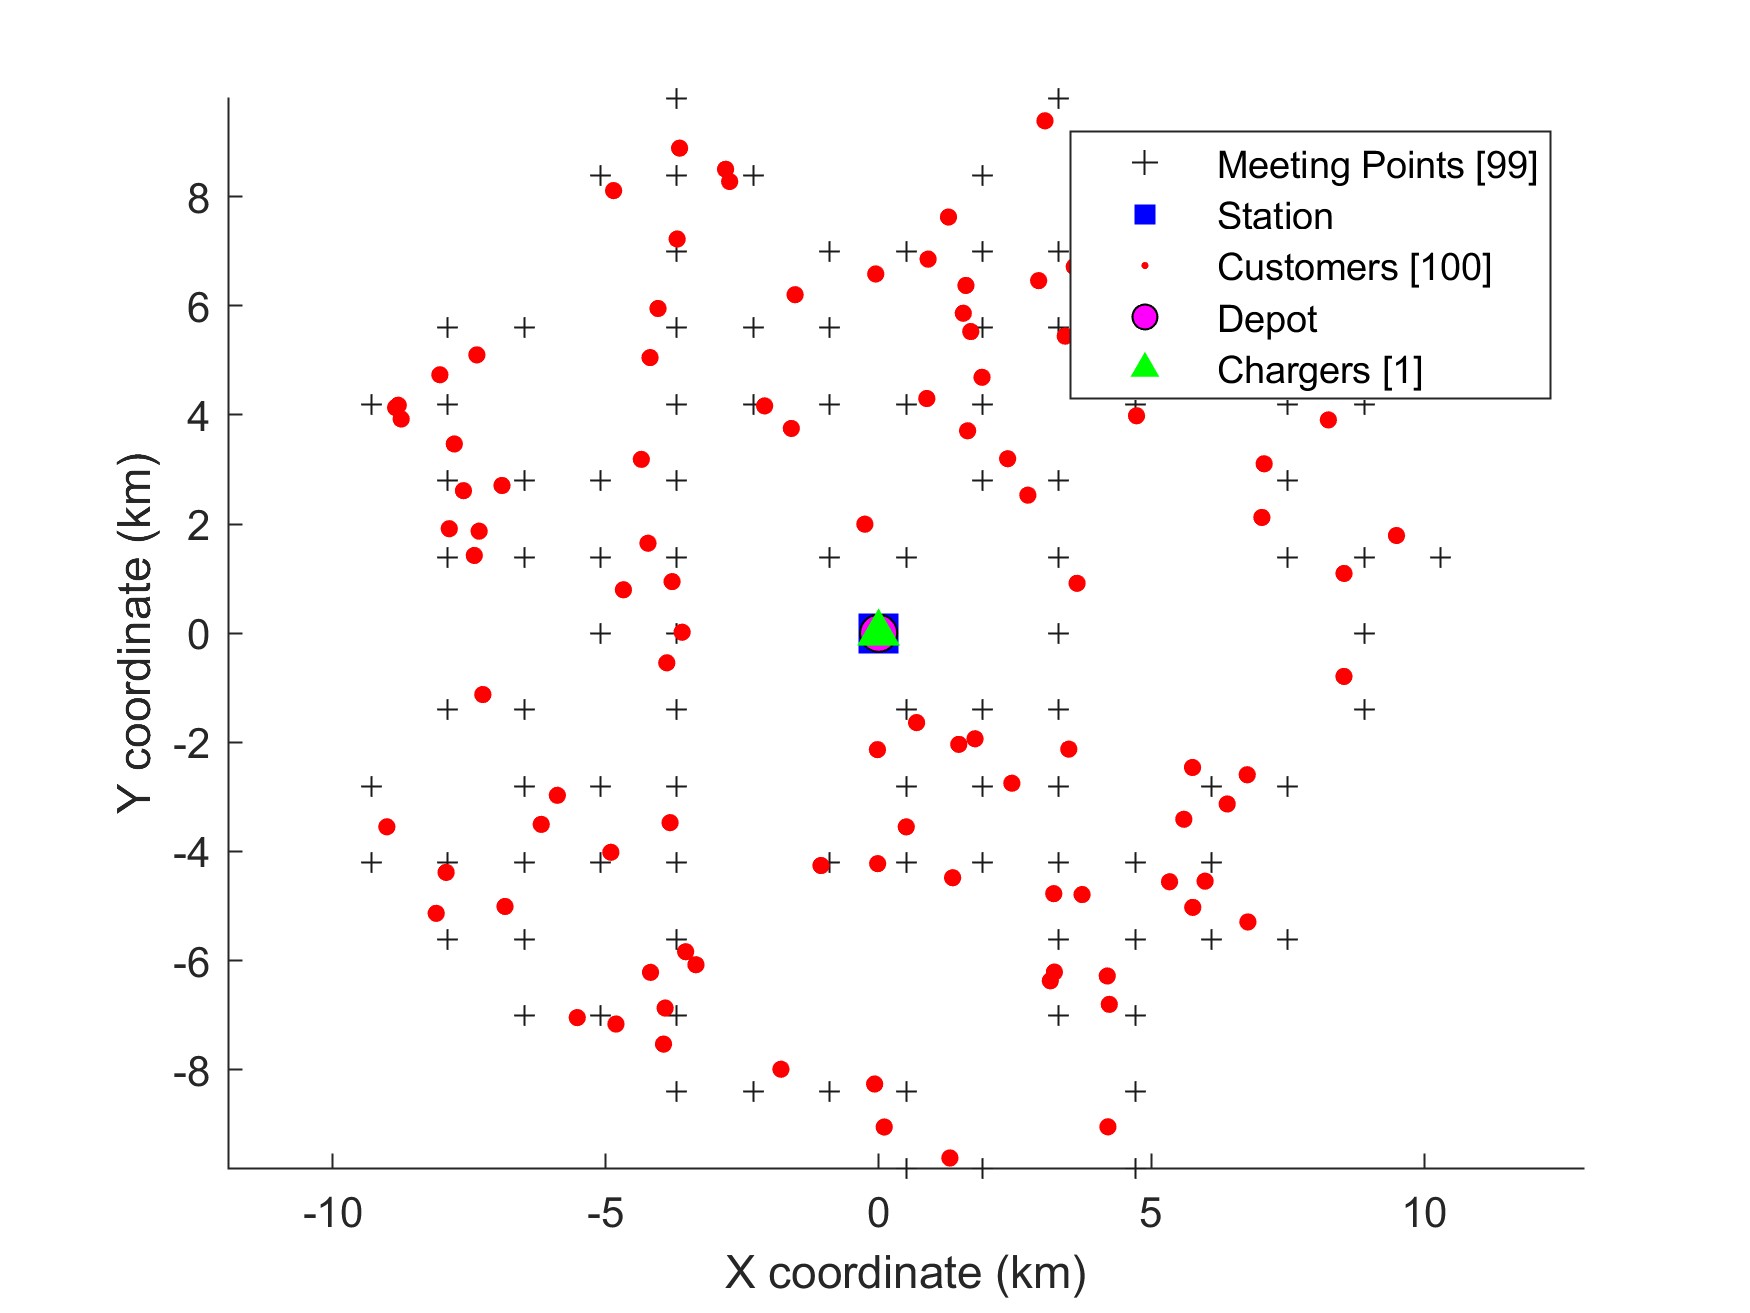 Meeting Points [99]
Station
Customers [100]
Depot
Chargers [1]
8
6
4
2
0
-2
-4
-6
-8
Y coordinate (km)
-10
-5
0
5
10
X coordinate (km)